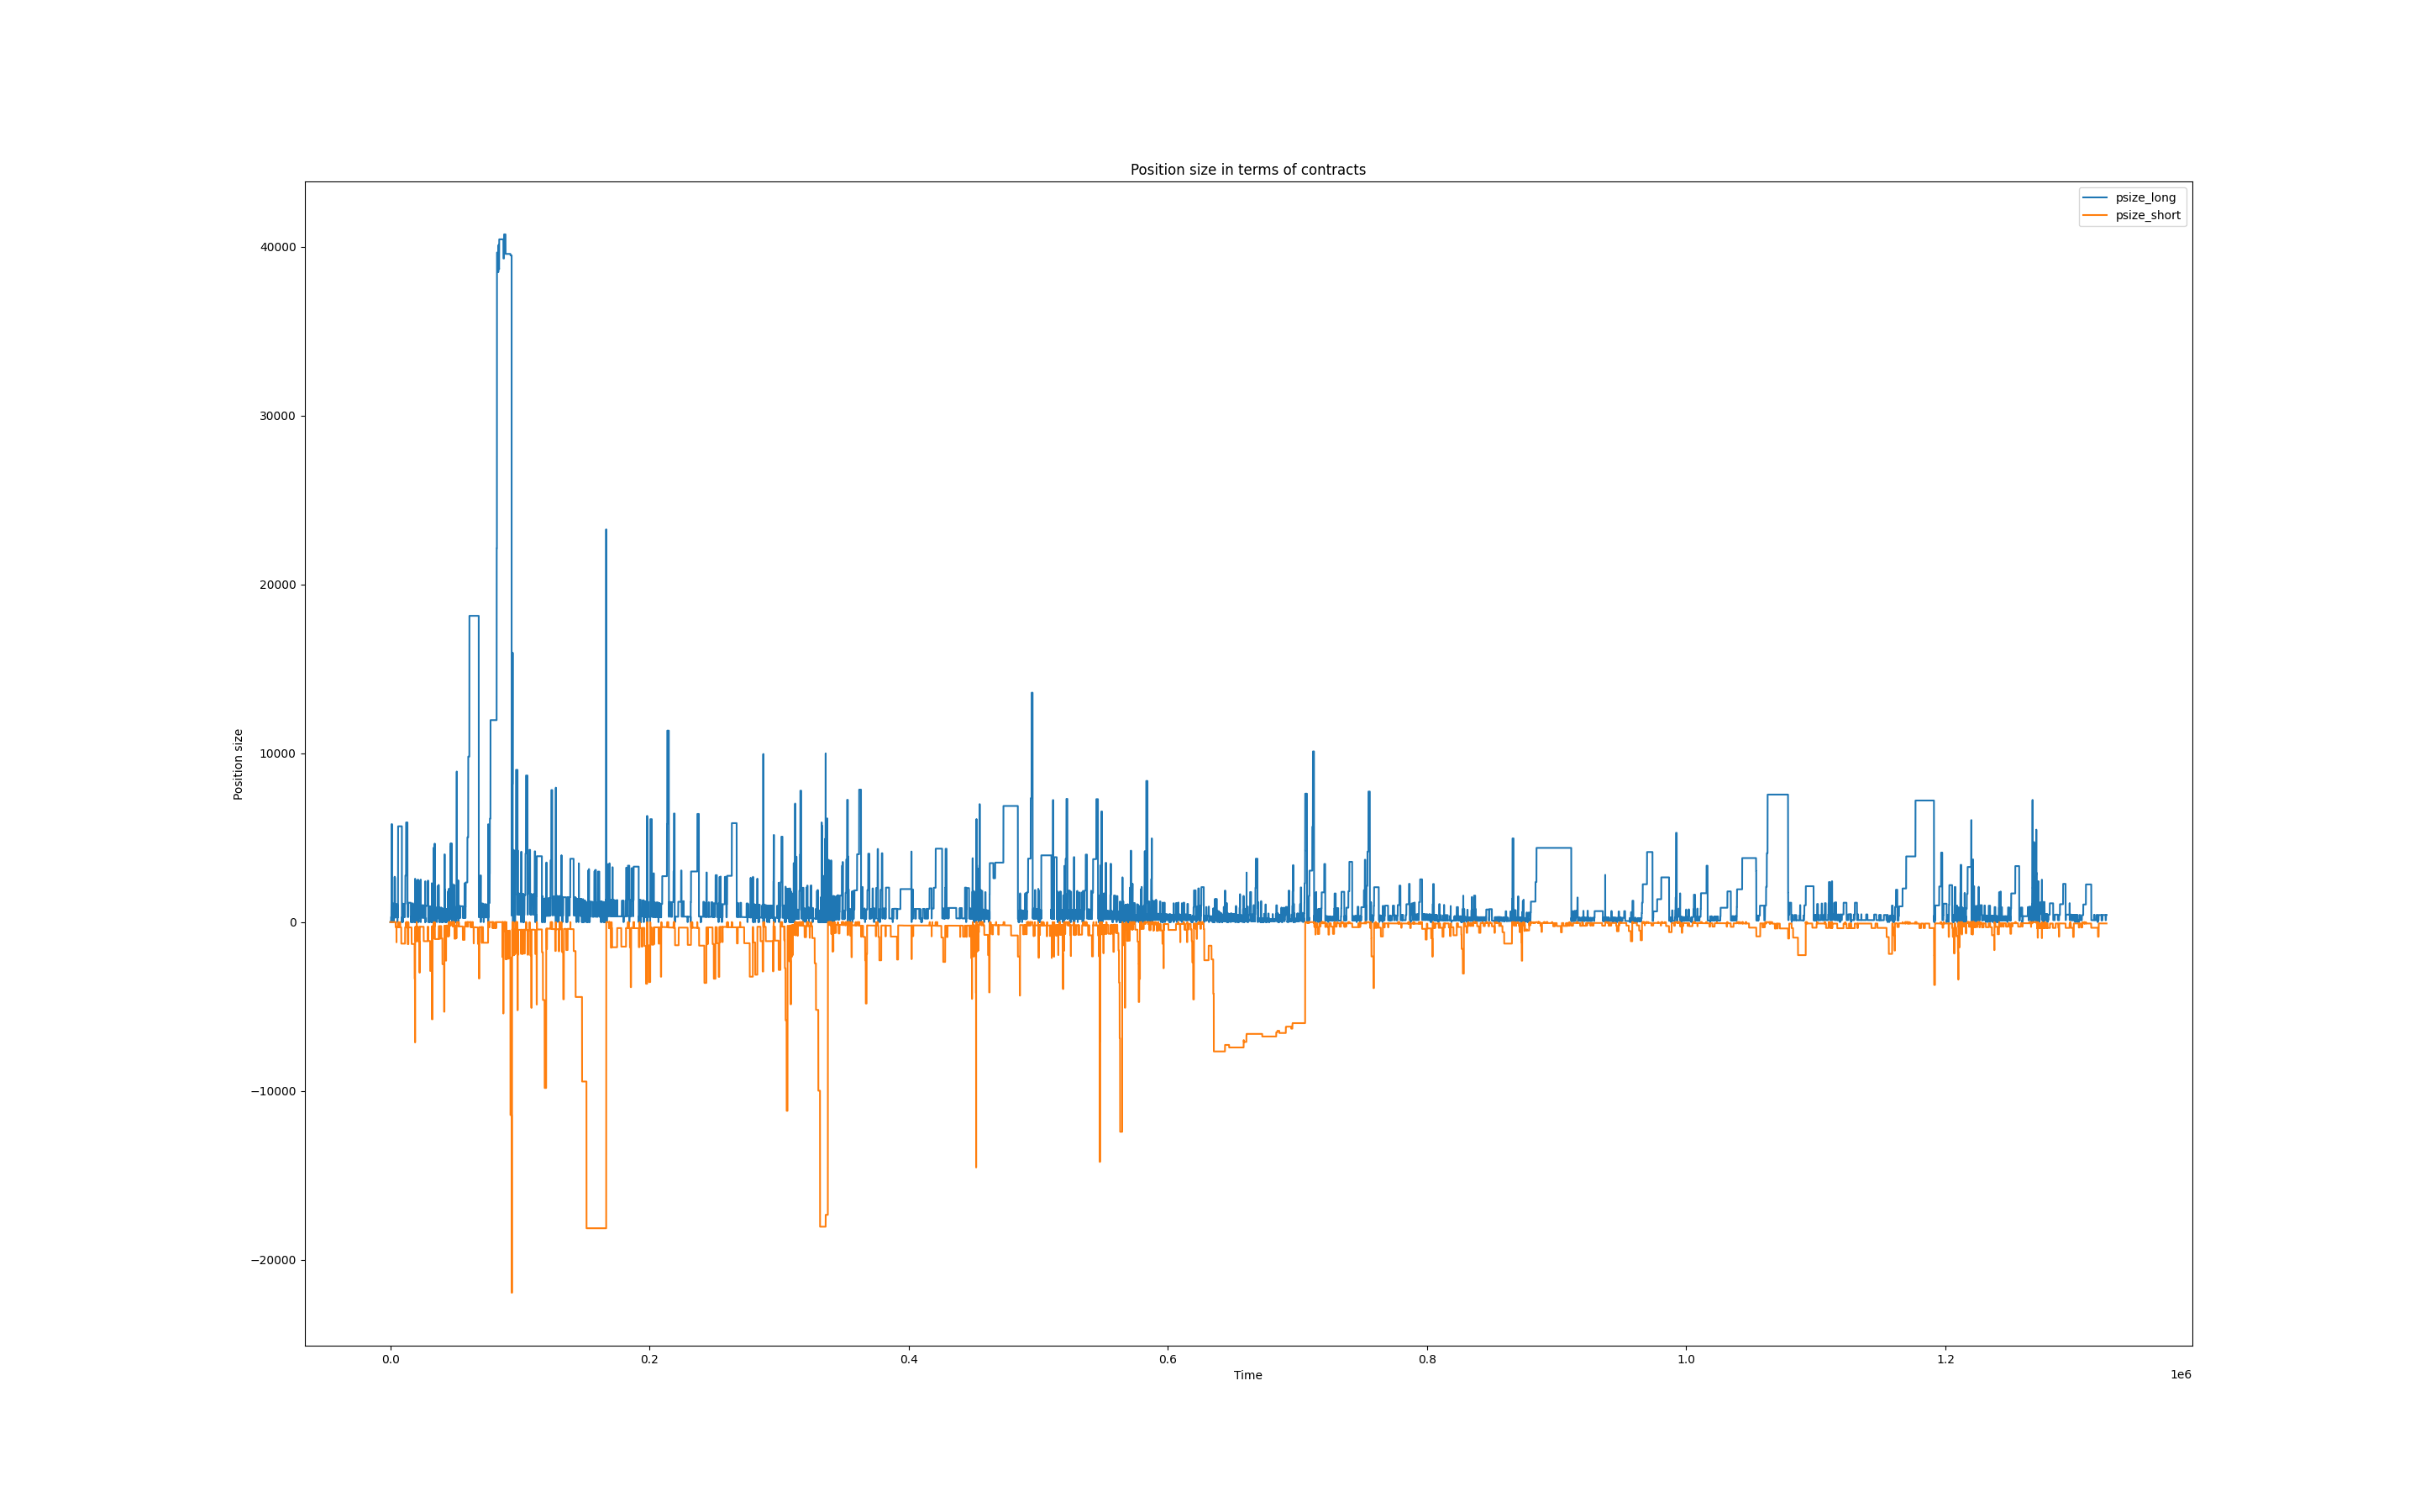 Position size in terms of contracts
psize_long
psize_short
40000
30000
20000
10000
0
−10000
−20000
Position size
0.0 0.2 0.4 0.6 0.8 1.0 1.2
Time
1e6